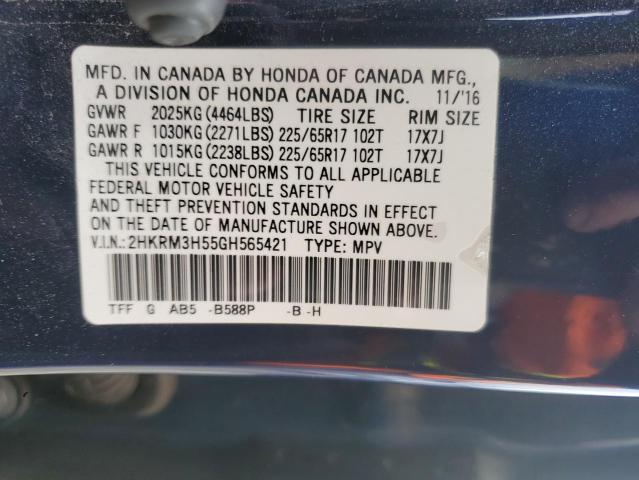 MFD. IN CANADA BY HONDA OF CANADA MFG.,
A DIVISION OF HONDA CANADA INC. 11/'16
GVWR 2025KG(4464LBS) TIRE SIZE RIM SIZE
GAWR F 1030KG(2271LBS) 225/65R17 102T 17X7J
GAWR R 1015KG(2238LBS) 225/65R17 102T 17X7J
THIS VEHICLE CONFORMS TO ALL APPLICABLE
FEDERAL MOTOR VEHICLE SAFETY
AND THEFT PREVENTION STANDARDS IN EFFECT
ON THE DATE OF MANUFACTURE SHOWN ABOVE.
V.I.N.:2HKRM3H55GH565421 TYPE: MPV
TFF G AB5 -B588P -B -H